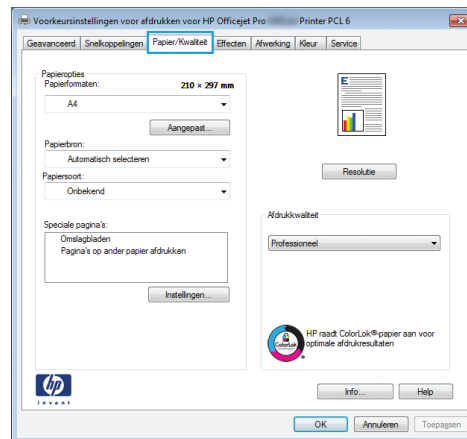 Voorkeursinstellingen voor afdrukken voor HP Officejet Pro Printer PCL 6
Geavanceerd Snelkoppelingen Papier/Kwaliteit Effecten Afwerking Kleur Service
Papieropties
Papierformaten: 210 × 297 mm
A4
Aangepast...
Papierbron:
Automatisch selecteren
Papiersoort:
Onbekend
Speciale pagina's:
Omslagbladen
Pagina's op ander papier afdrukken
Instellingen...
E
Resolutie
Afdrukkwaliteit
Professioneel
ColorLok
HP raadt ColorLok®-papier aan voor
optimale afdrukresultaten
hp
invent
Info... Help
OK Annuleren Toepassen